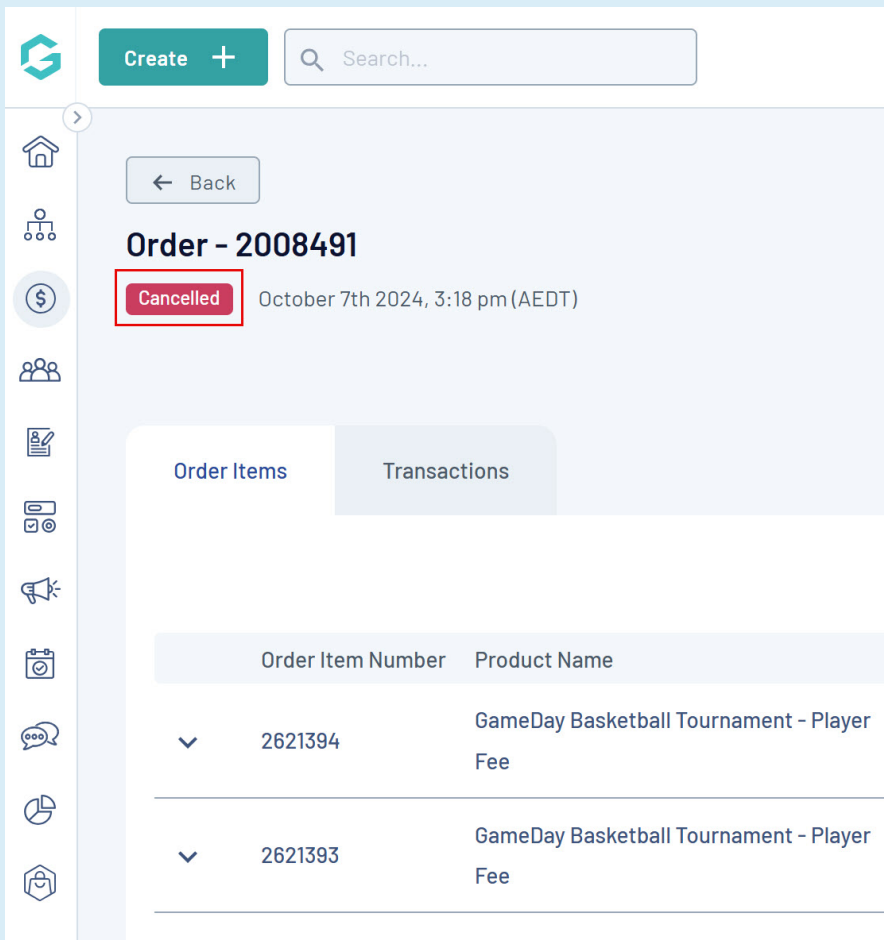 Create
Search...
Back
Order - 2008491
Cancelled October 7th 2024, 3:18 pm (AEDT)
Order Items Transactions
Order Item Number Product Name
2621394 GameDay Basketball Tournament - Player
Fee
2621393 GameDay Basketball Tournament - Player
Fee